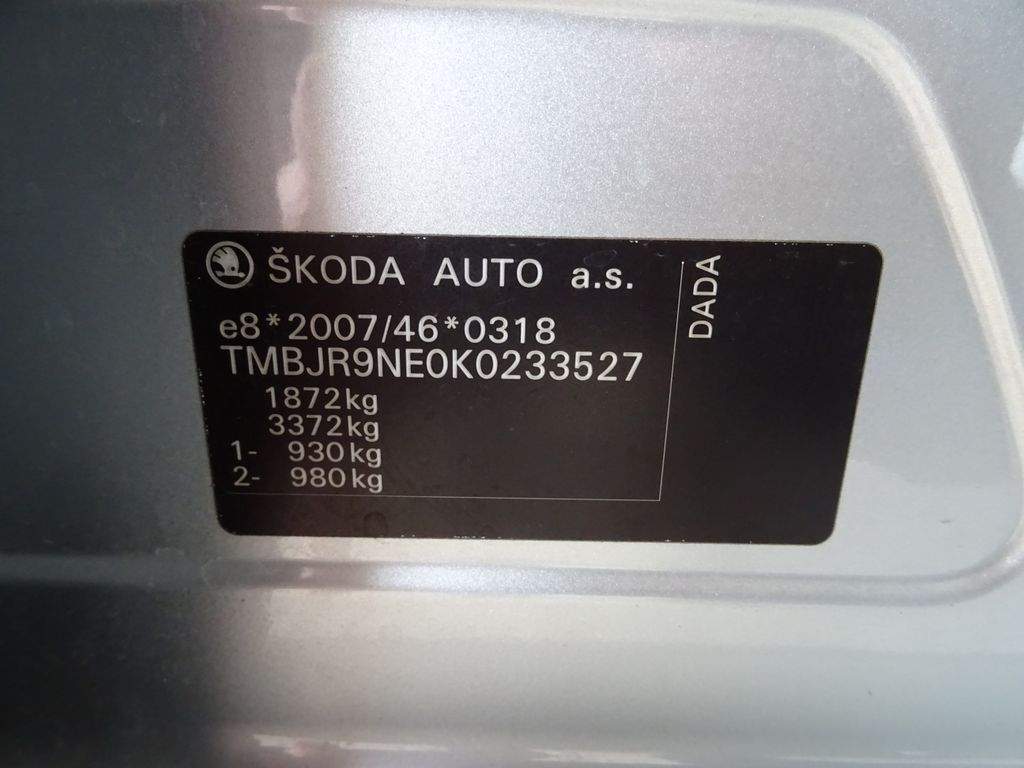 ŠKODA AUTO a.s.
e8*2007/46*0318
TMBJR9NE0K0233527
1872kg
3372kg
1- 930kg
2- 980kg
DADA